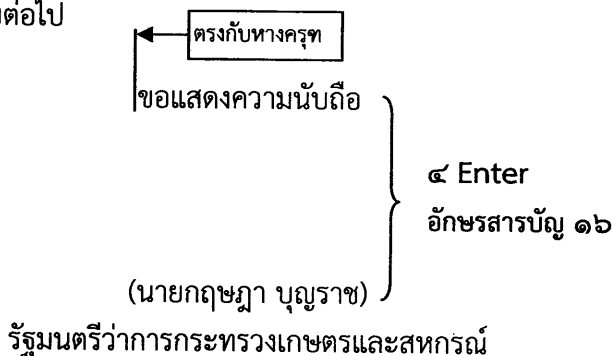 ต่อไป
ตรงกับหางครุฑ
ขอแสดงความนับถือ
๔ Enter
อักษรสารบัญ ๑๖
(นายกฤษฎา บุญราช)
รัฐมนตรีว่าการกระทรวงเกษตรและสหกรณ์